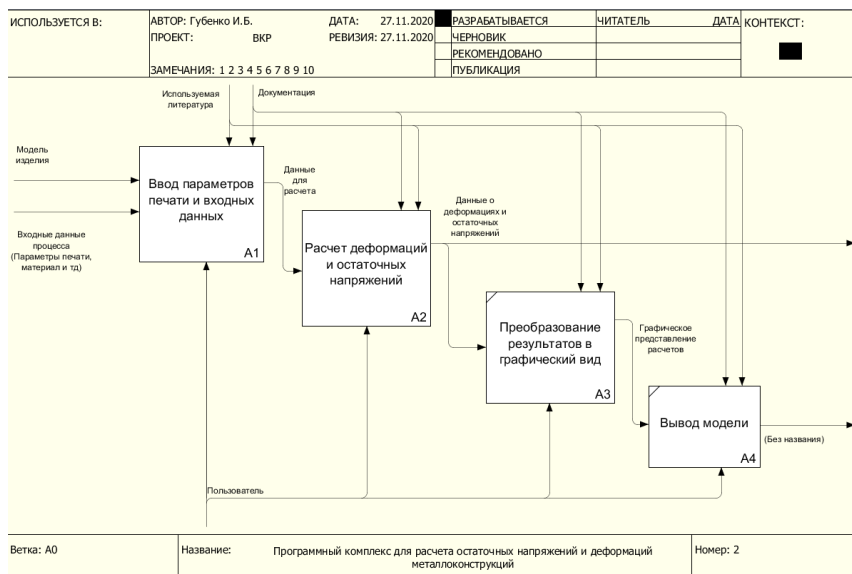 ИСПОЛЬЗУЕТСЯ В:
АВТОР: Губенко И.Б.
ДАТА: 27.11.2020
РАЗРАБАТЫВАЕТСЯ
ЧИТАТЕЛЬ
ДАТА
КОНТЕКСТ:
ПРОЕКТ: ВКР
РЕВИЗИЯ: 27.11.2020
ЧЕРНОВИК
РЕКОМЕНДОВАНО
ЗАМЕЧАНИЯ: 1 2 3 4 5 6 7 8 9 10
ПУБЛИКАЦИЯ
Используемая
литература
Документация
Модель
изделия
Входные данные
процесса
(Параметры печати,
материал и тд)
Ввод параметров
печати и входных
данных
A1
Данные
для
расчета
Расчет деформаций
и остаточных
напряжений
A2
Данные о
деформациях и
остаточных
напряжений
Преобразование
результатов в
графический вид
A3
Графическое
представление
расчетов
Вывод модели
A4
(Без названия)
Пользователь
Ветка: A0
Название:
Программный комплекс для расчета остаточных напряжений и деформаций
металлоконструкций
Номер: 2